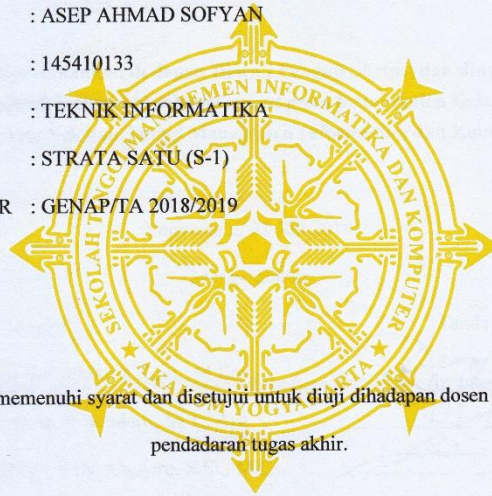 : ASEP AHMAD SOFYAN
: 145410133
: TEKNIK INFORMATIKA
: STRATA SATU (S-1)
R : GENAP/TA 2018/2019
SEKOLAH TINGGI MANAJEMEN INFORMATIKA DAN KOMPUTER
★ AKAKOM YOGYAKARTA ★
memenuhi syarat dan disetujui untuk diuji dihadapan dosen
pendadaran tugas akhir.